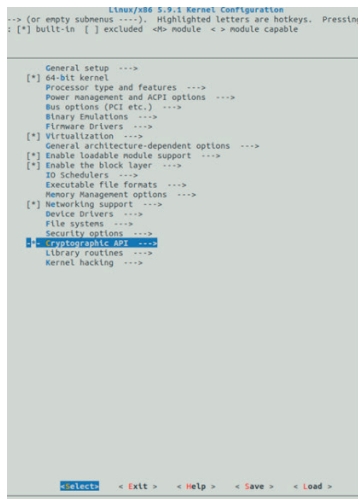 Linux/x86 5.9.1 Kernel Configuration
--> (or empty submenus ----).  Highlighted letters are hotkeys.  Pressing
: [*] built-in  [ ] excluded  <M> module  < > module capable
General setup  --->
[*] 64-bit kernel
Processor type and features  --->
Power management and ACPI options  --->
Bus options (PCI etc.)  --->
Binary Emulations  --->
Firmware Drivers  --->
[*] Virtualization  --->
General architecture-dependent options  --->
[*] Enable loadable module support  --->
[*] Enable the block layer  --->
IO Schedulers  --->
Executable file formats  --->
Memory Management options  --->
[*] Networking support  --->
Device Drivers  --->
File systems  --->
Security options  --->
-*- Cryptographic API  --->
Library routines  --->
Kernel hacking  --->
<Select>    < Exit >    < Help >    < Save >    < Load >